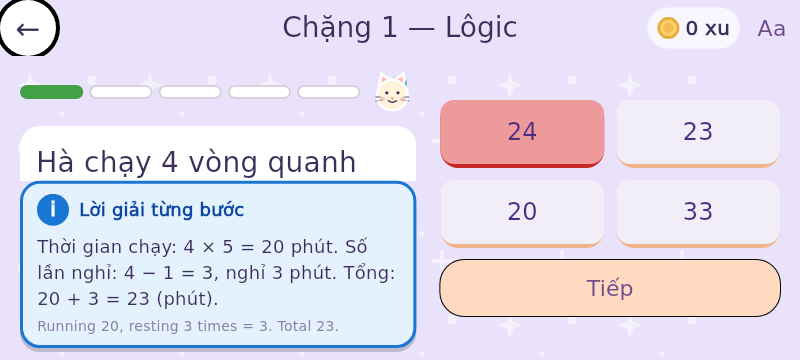 ←
Chặng 1 — Lôgic
0 xu
Aa
Hà chạy 4 vòng quanh
i
Lời giải từng bước
Thời gian chạy: 4 × 5 = 20 phút. Số
lần nghỉ: 4 − 1 = 3, nghỉ 3 phút. Tổng:
20 + 3 = 23 (phút).
Running 20, resting 3 times = 3. Total 23.
24
23
20
33
Tiếp